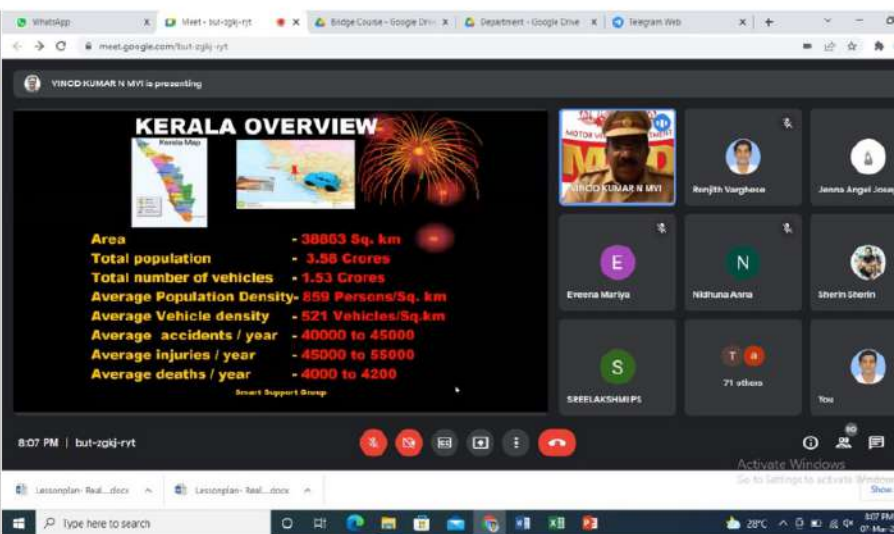 WhatsApp
Meet - but-zgkj-ryt
Bridge Course - Google Driv
Department - Google Drive
Telegram Web
meet.google.com/but-zgkj-ryt
VINOD KUMAR N MVI is presenting
KERALA OVERVIEW
Kerala Map
Area - 38863 Sq. km
Total population - 3.58 Crores
Total number of vehicles - 1.53 Crores
Average Population Density- 859 Persons/Sq. km
Average Vehicle density - 521 Vehicles/Sq.km
Average accidents / year - 40000 to 45000
Average injuries / year - 45000 to 55000
Average deaths / year - 4000 to 4200
Smart Support Group
MOTOR
VINOD KUMAR N MVI
Renjith Varghese
Jenna Angel Jose
E
Eveena Mariya
N
Nidhuna Anna
Sherin Sherin
S
SREELAKSHMI PS
T a
71 others
You
8:07 PM | but-zgkj-ryt
80
Activate Windows
Go to Settings to activate Windows
Lessonplan- Real....docx
Lessonplan- Real....docx
Show
Type here to search
28°C
8:07 PM
07-Mar-2